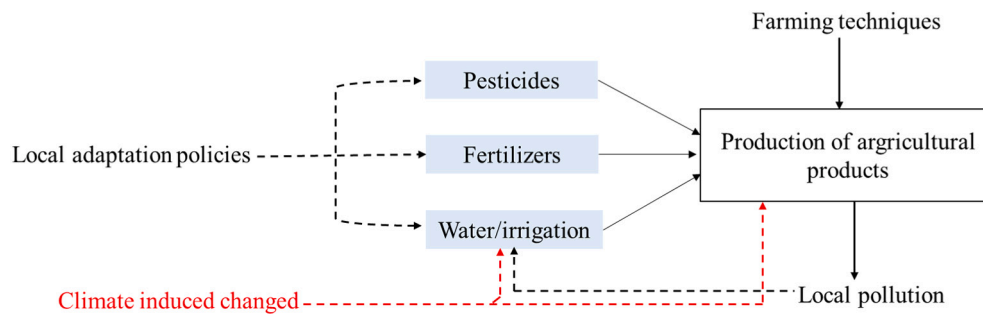 Farming techniques
Pesticides
Local adaptation policies
Fertilizers
Production of argricultural
products
Water/irrigation
Climate induced changed
Local pollution